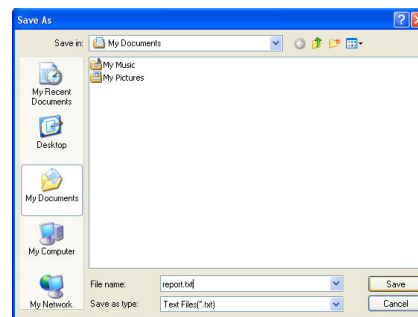 Save As
Save in:
My Documents
My Recent
Documents
Desktop
My Documents
My Computer
My Network
My Music
My Pictures
File name:
report.txt
Save
Save as type:
Text Files(*.txt)
Cancel